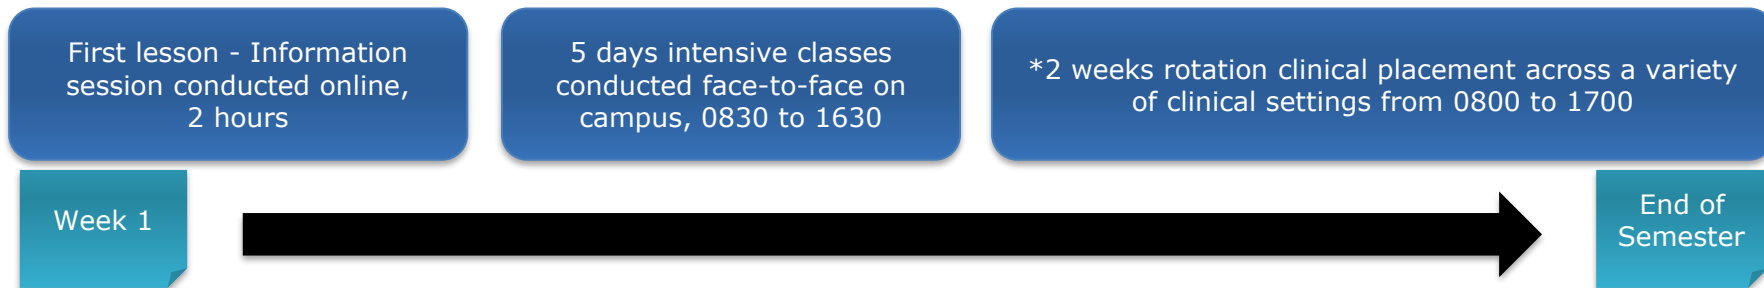 First lesson - Information
session conducted online,
2 hours
5 days intensive classes
conducted face-to-face on
campus, 0830 to 1630
*2 weeks rotation clinical placement across a variety
of clinical settings from 0800 to 1700
Week 1
End of
Semester